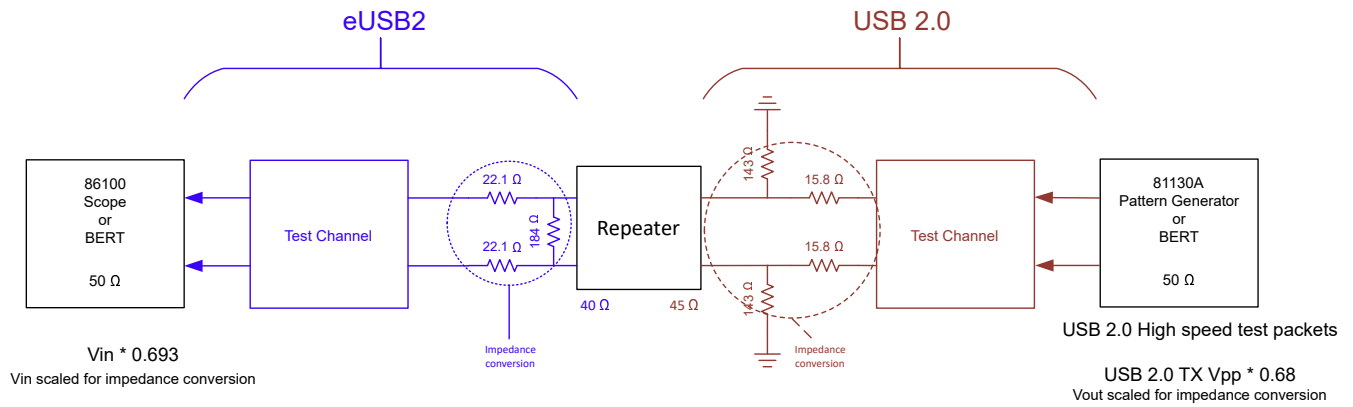 eUSB2
USB 2.0
86100
Scope
or
BERT
50 Ω
Test Channel
22.1 Ω
184 Ω
22.1 Ω
Repeater
40 Ω
45 Ω
143 Ω
15.8 Ω
15.8 Ω
143 Ω
Test Channel
81130A
Pattern Generator
or
BERT
50 Ω
Impedance
conversion
Impedance
conversion
Vin * 0.693
Vin scaled for impedance conversion
USB 2.0 High speed test packets
USB 2.0 TX Vpp * 0.68
Vout scaled for impedance conversion